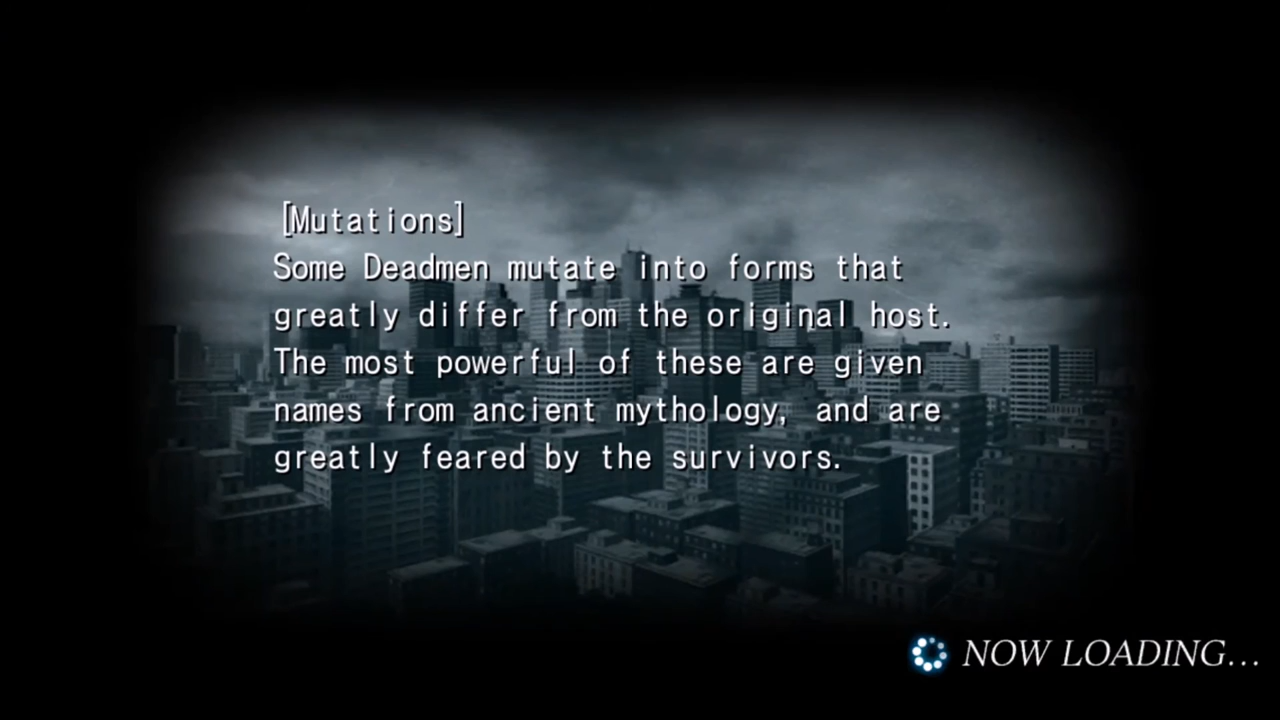 [Mutations]
Some Deadmen mutate into forms that
greatly differ from the original host.
The most powerful of these are given
names from ancient mythology, and are
greatly feared by the survivors.
NOW LOADING...